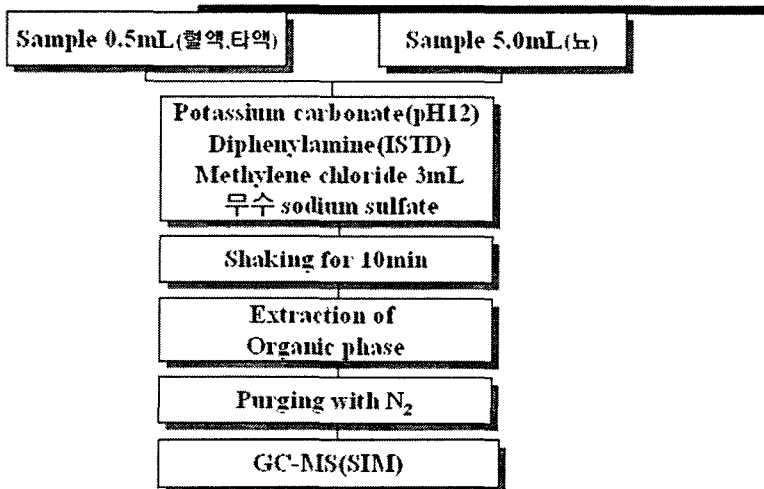 Sample 0.5mL(혈액,타액)
Sample 5.0mL(뇨)
Potassium carbonate(pH12)
Diphenylamine(ISTD)
Methylene chloride 3mL
무수 sodium sulfate
Shaking for 10min
Extraction of
Organic phase
Purging with N₂
GC-MS(SIM)